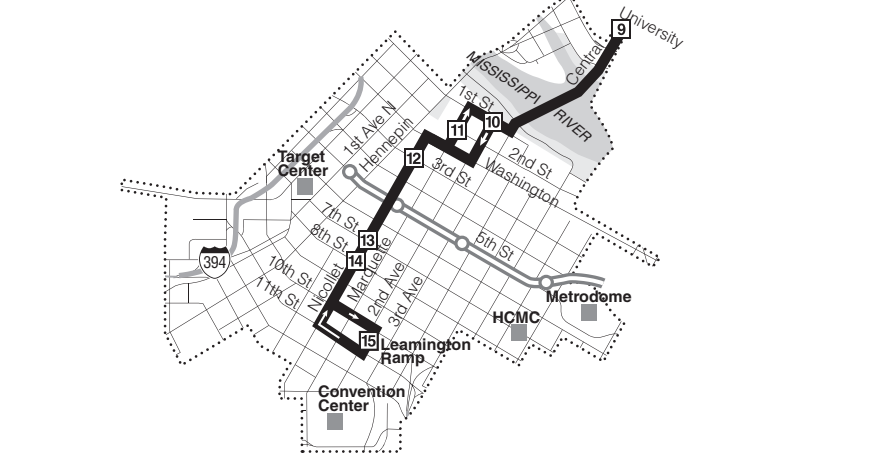 University
9
Central
MISSISSIPPI
RIVER
1st St
10
11
1st Ave N
Hennepin
12
3rd St
2nd St
Washington
Target
Center
7th St
13
8th St
14
5th St
394
10th St
11th St
Nicollet
Marquette
2nd Ave
3rd Ave
Metrodome
HCMC
15
Leamington
Ramp
Convention
Center